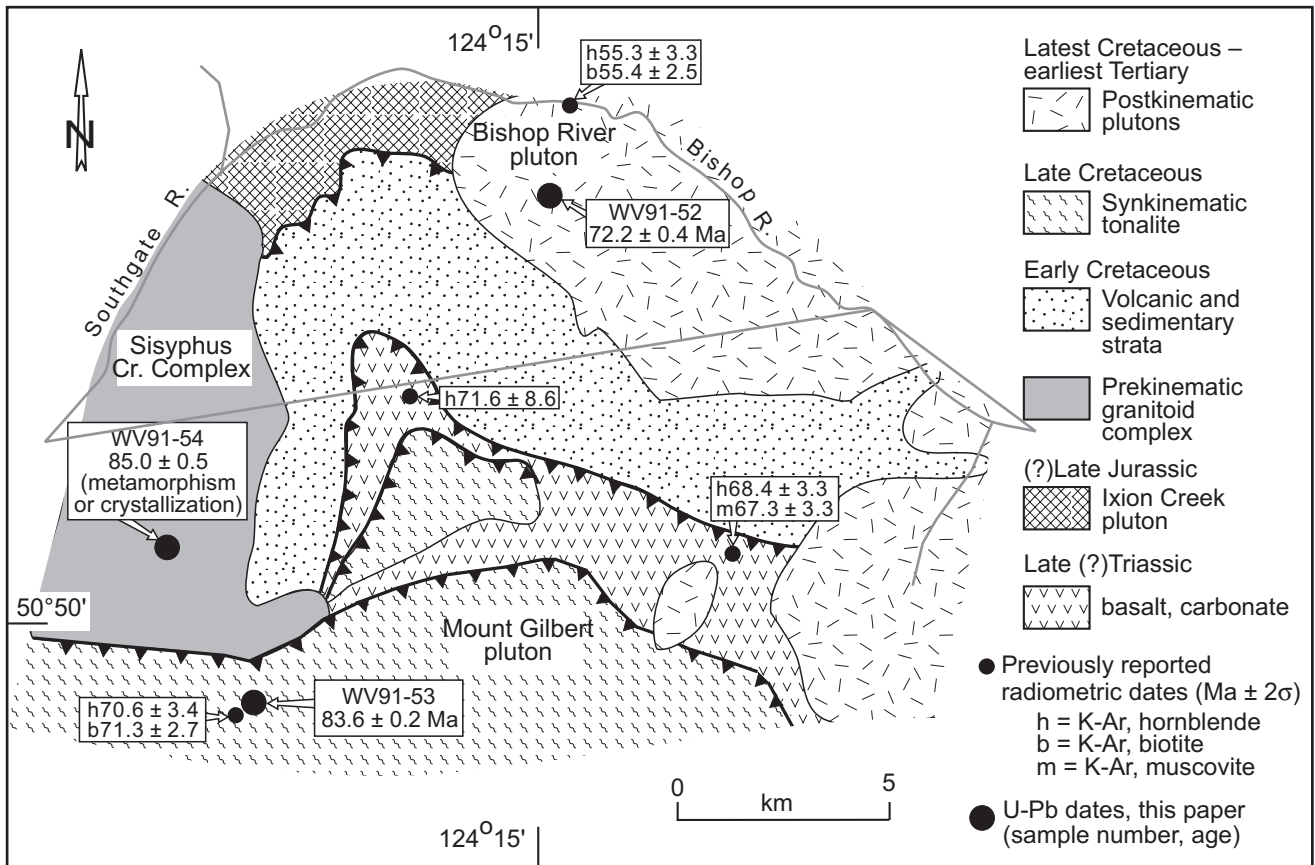 124°15'
h55.3 ± 3.3
b55.4 ± 2.5
N
Bishop River
pluton
Bishop R.
WV91-52
72.2 ± 0.4 Ma
Southgate R.
Sisyphus
Cr. Complex
h71.6 ± 8.6
WV91-54
85.0 ± 0.5
(metamorphism
or crystallization)
h68.4 ± 3.3
m67.3 ± 3.3
50°50'
Mount Gilbert
pluton
WV91-53
83.6 ± 0.2 Ma
h70.6 ± 3.4
b71.3 ± 2.7
0 5
km
124°15'
Latest Cretaceous –
earliest Tertiary
Postkinematic
plutons
Late Cretaceous
Synkinematic
tonalite
Early Cretaceous
Volcanic and
sedimentary
strata
Prekinematic
granitoid
complex
(?)Late Jurassic
Ixion Creek
pluton
Late (?)Triassic
basalt, carbonate
Previously reported
radiometric dates (Ma ± 2σ)
h = K-Ar, hornblende
b = K-Ar, biotite
m = K-Ar, muscovite
U-Pb dates, this paper
(sample number, age)